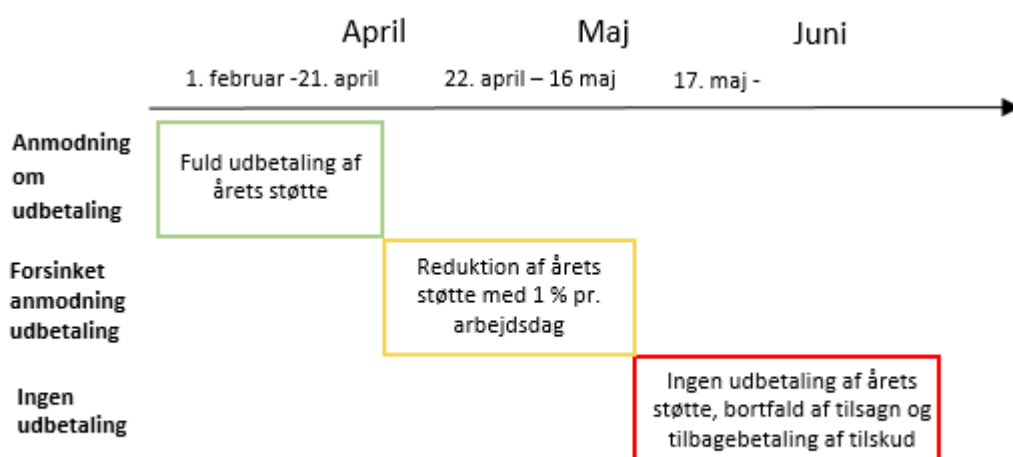 April Maj Juni
1. februar -21. april 22. april – 16 maj 17. maj -
Anmodning
om
udbetaling
Fuld udbetaling af
årets støtte
Forsinket
anmodning
udbetaling
Reduktion af årets
støtte med 1 % pr.
arbejdsdag
Ingen
udbetaling
Ingen udbetaling af årets
støtte, bortfald af tilsagn og
tilbagebetaling af tilskud